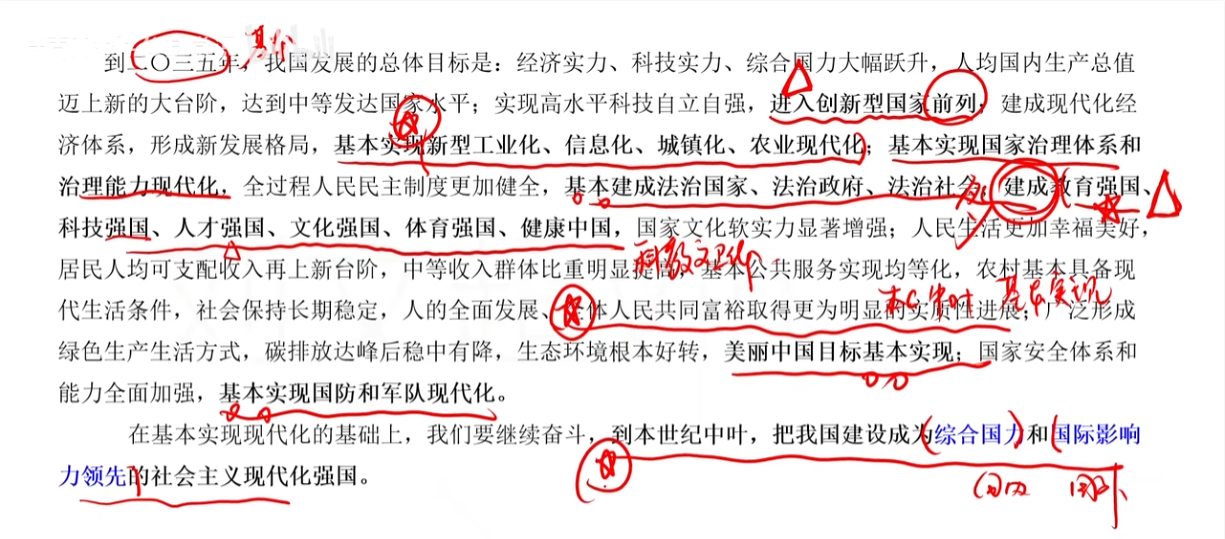 基本
到二〇三五年，我国发展的总体目标是：经济实力、科技实力、综合国力大幅跃升，人均国内生产总值
迈上新的大台阶，达到中等发达国家水平；实现高水平科技自立自强，进入创新型国家前列；建成现代化经
济体系，形成新发展格局，基本实现新型工业化、信息化、城镇化、农业现代化；基本实现国家治理体系和
治理能力现代化，全过程人民民主制度更加健全，基本建成法治国家、法治政府、法治社会；建成教育强国、
科技强国、人才强国、文化强国、体育强国、健康中国，国家文化软实力显著增强；人民生活更加幸福美好，
居民人均可支配收入再上新台阶，中等收入群体比重明显提高，基本公共服务实现均等化，农村基本具备现
代生活条件，社会保持长期稳定，人的全面发展、全体人民共同富裕取得更为明显的实质性进展；广泛形成
本C中叶 基本实现
绿色生产生活方式，碳排放达峰后稳中有降，生态环境根本好转，美丽中国目标基本实现；国家安全体系和
能力全面加强，基本实现国防和军队现代化。
在基本实现现代化的基础上，我们要继续奋斗，到本世纪中叶，把我国建设成为综合国力和国际影响
力领先的社会主义现代化强国。
国内 国外